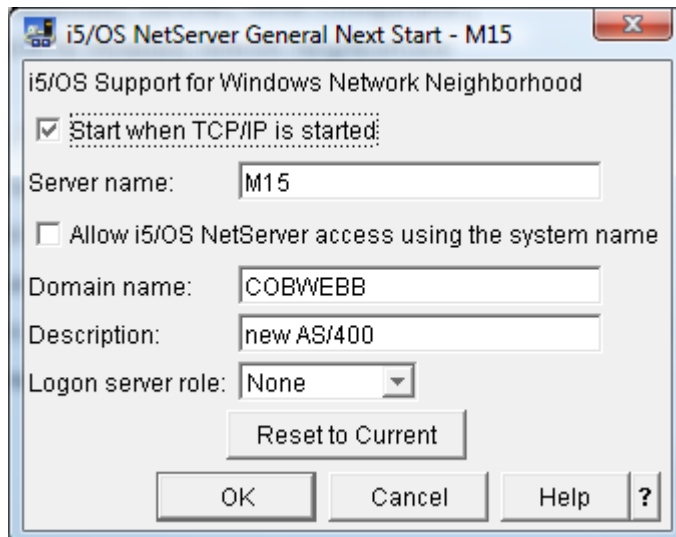 i5/OS NetServer General Next Start - M15
i5/OS Support for Windows Network Neighborhood
Start when TCP/IP is started
Server name: M15
Allow i5/OS NetServer access using the system name
Domain name: COBWEBB
Description: new AS/400
Logon server role: None
Reset to Current
OK Cancel Help ?